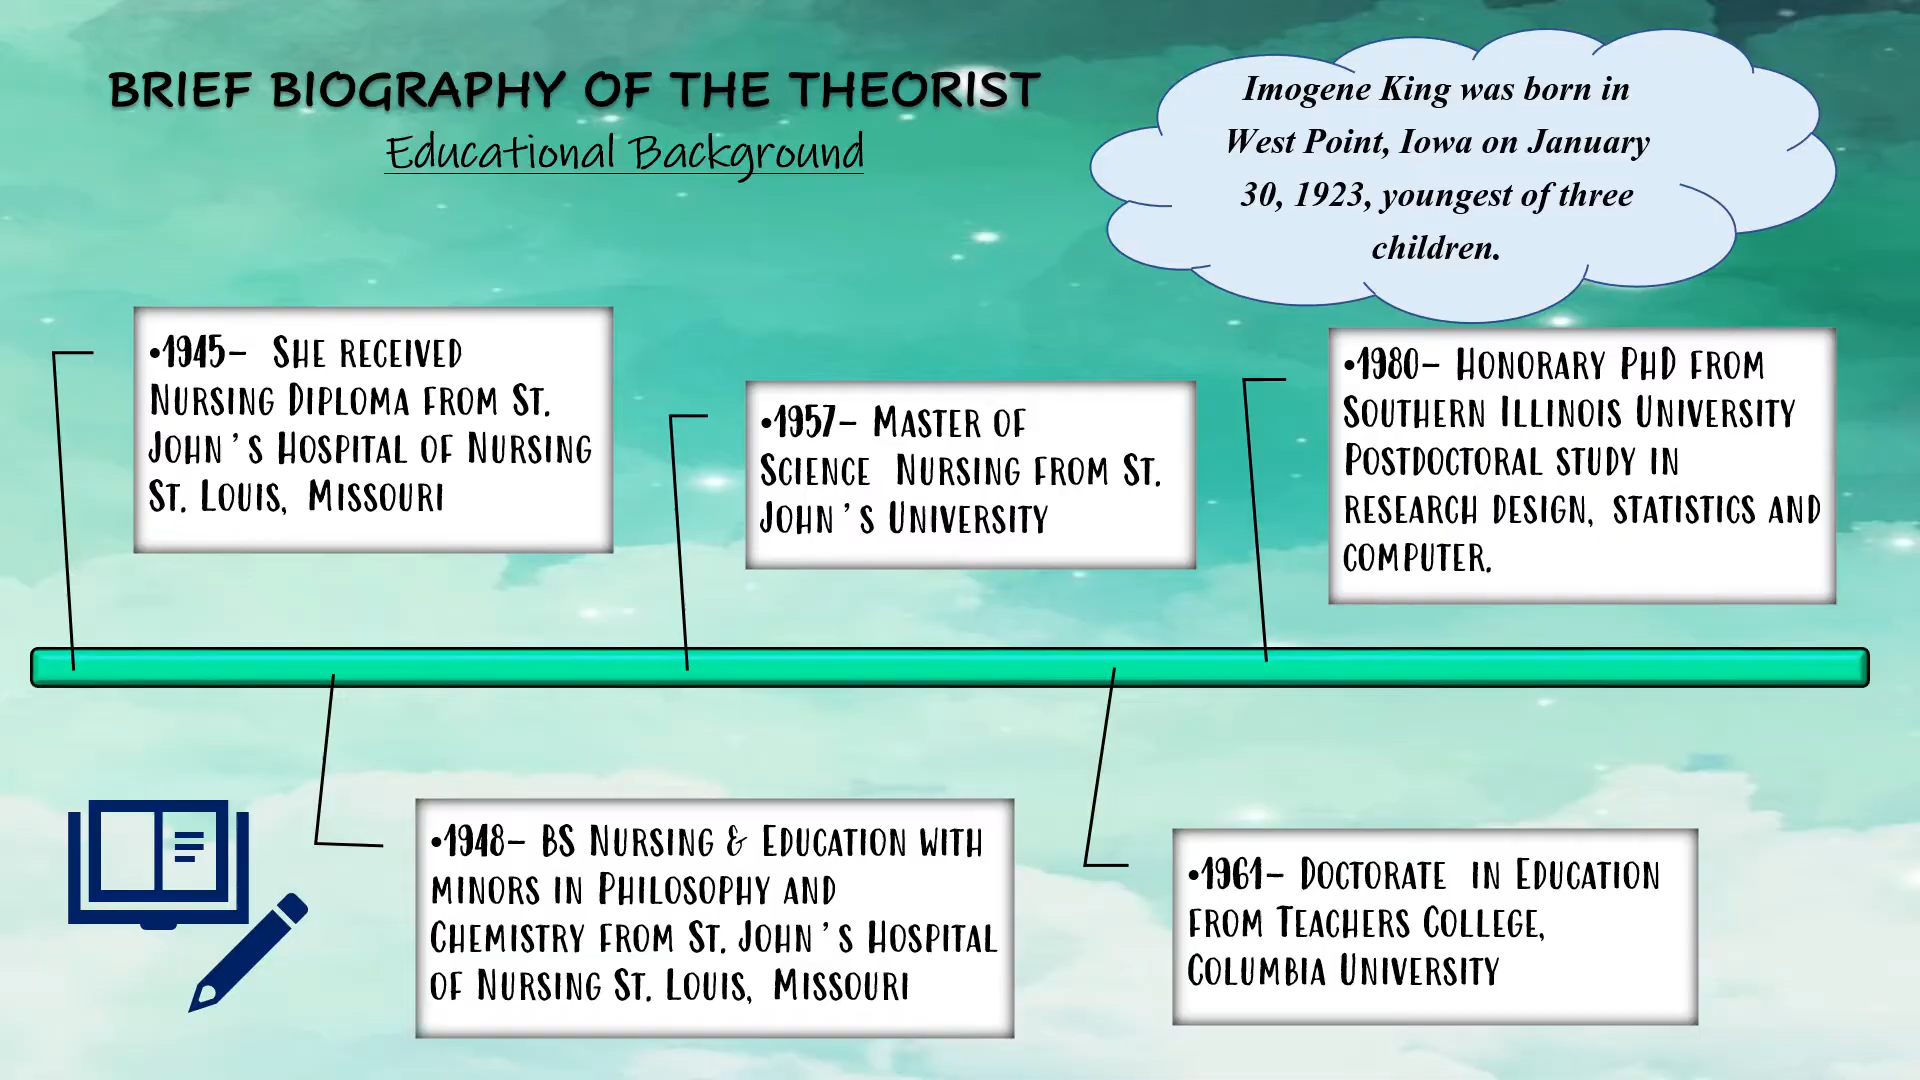 BRIEF BIOGRAPHY OF THE THEORIST
Educational Background
Imogene King was born in
West Point, Iowa on January
30, 1923, youngest of three
children.
•1945- She received
Nursing Diploma from St.
John's Hospital of Nursing
St. Louis, Missouri
•1957- Master of
Science Nursing from St.
John's University
•1980- Honorary PhD from
Southern Illinois University
Postdoctoral study in
research design, statistics and
computer.
•1948- BS Nursing & Education with
minors in Philosophy and
Chemistry from St. John's Hospital
of Nursing St. Louis, Missouri
•1961- Doctorate in Education
from Teachers College,
Columbia University